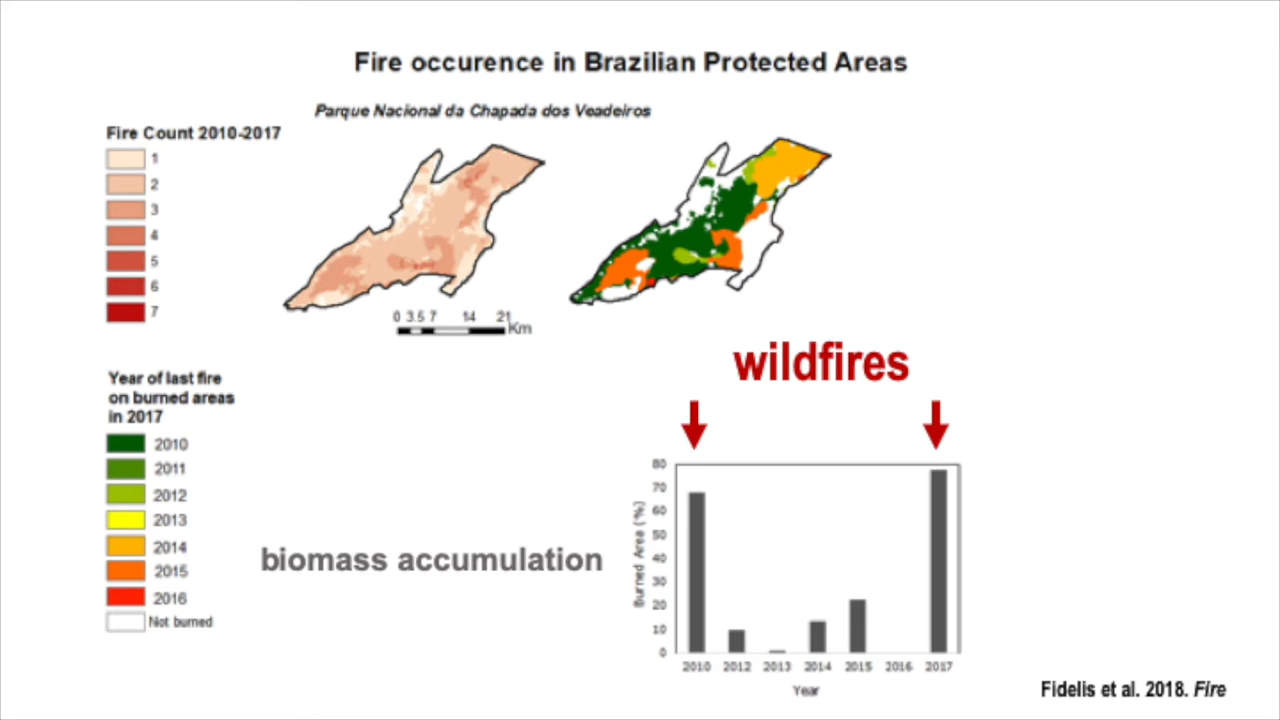 Fire occurence in Brazilian Protected Areas
Parque Nacional da Chapada dos Veadeiros
Fire Count 2010-2017
1
2
3
4
5
6
7
0 3.5 7 14 21
Km
wildfires
Year of last fire
on burned areas
in 2017
2010
2011
2012
2013
2014
2015
2016
Not burned
biomass accumulation
80
70
60
50
40
30
20
10
0
Burned Area (%)
2010 2012 2013 2014 2015 2016 2017
Year
Fidelis et al. 2018. Fire